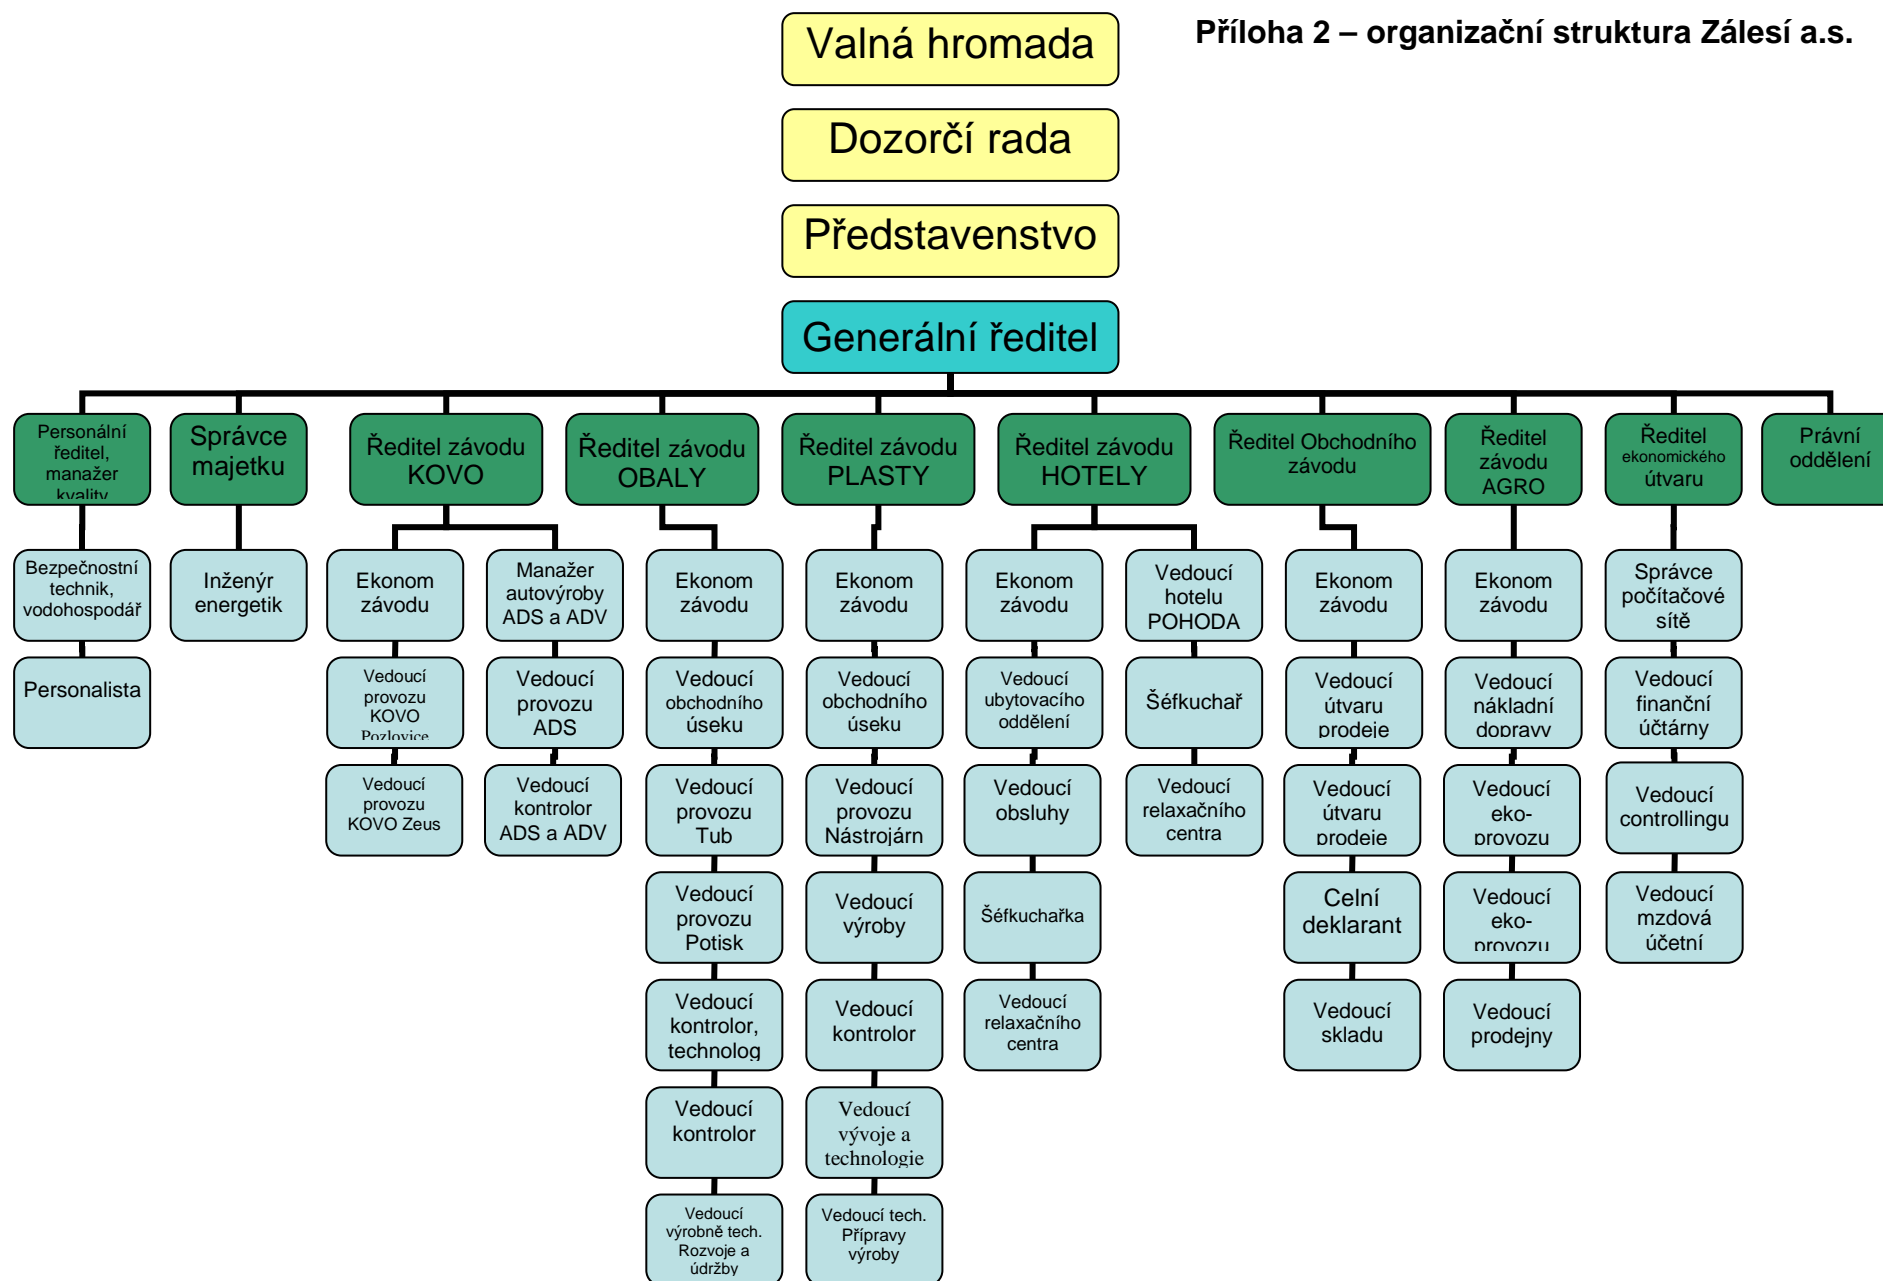 Příloha 2 – organizační struktura Zálesí a.s.
Valná hromada
Dozorčí rada
Představenstvo
Generální ředitel
Personální
ředitel,
manažer
kvality
Správce
majetku
Ředitel závodu
KOVO
Ředitel závodu
OBALY
Ředitel závodu
PLASTY
Ředitel závodu
HOTELY
Ředitel Obchodního
závodu
Ředitel
závodu
AGRO
Ředitel
ekonomického
útvaru
Právní
oddělení
Bezpečnostní
technik,
vodohospodář
Inženýr
energetik
Ekonom
závodu
Manažer
autovýroby
ADS a ADV
Ekonom
závodu
Ekonom
závodu
Ekonom
závodu
Vedoucí
hotelu
POHODA
Ekonom
závodu
Ekonom
závodu
Správce
počítačové
sítě
Personalista
Vedoucí
provozu
KOVO
Pozlovice
Vedoucí
provozu
ADS
Vedoucí
obchodního
úseku
Vedoucí
obchodního
úseku
Vedoucí
ubytovacího
oddělení
Šéfkuchař
Vedoucí
útvaru
prodeje
Vedoucí
nákladní
dopravy
Vedoucí
finanční
účtárny
Vedoucí
provozu
KOVO Zeus
Vedoucí
kontrolor
ADS a ADV
Vedoucí
provozu
Tub
Vedoucí
provozu
Nástrojárn
Vedoucí
obsluhy
Vedoucí
relaxačního
centra
Vedoucí
útvaru
prodeje
Vedoucí
eko-
provozu
Vedoucí
controllingu
Vedoucí
provozu
Potisk
Vedoucí
výroby
Šéfkuchařka
Celní
deklarant
Vedoucí
eko-
provozu
Vedoucí
mzdová
účetní
Vedoucí
kontrolor,
technolog
Vedoucí
kontrolor
Vedoucí
relaxačního
centra
Vedoucí
skladu
Vedoucí
prodejny
Vedoucí
kontrolor
Vedoucí
vývoje a
technologie
Vedoucí
výrobně tech.
Rozvoje a
údržby
Vedoucí tech.
Přípravy
výroby